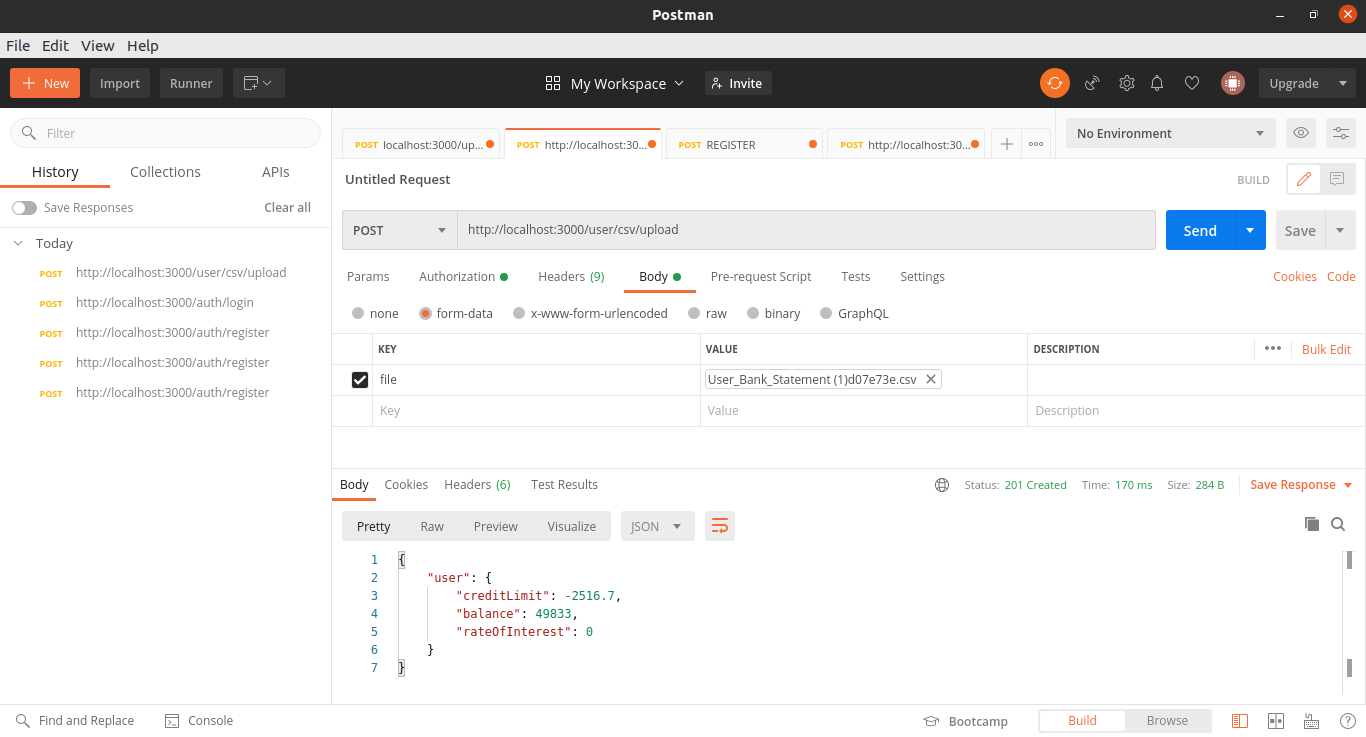 Postman
File Edit View Help
New Import Runner My Workspace Invite Upgrade
Filter
History Collections APIs
Save Responses Clear all
Today
POST http://localhost:3000/user/csv/upload
POST http://localhost:3000/auth/login
POST http://localhost:3000/auth/register
POST http://localhost:3000/auth/register
POST http://localhost:3000/auth/register
POST localhost:3000/up... POST http://localhost:30... POST REGISTER POST http://localhost:30... No Environment
Untitled Request BUILD
POST http://localhost:3000/user/csv/upload Send Save
Params Authorization Headers (9) Body Pre-request Script Tests Settings Cookies Code
none form-data x-www-form-urlencoded raw binary GraphQL
KEY VALUE DESCRIPTION Bulk Edit
file User_Bank_Statement (1)d07e73e.csv
Key Value Description
Body Cookies Headers (6) Test Results Status: 201 Created Time: 170 ms Size: 284 B Save Response
Pretty Raw Preview Visualize JSON
1 {
2 "user": {
3 "creditLimit": -2516.7,
4 "balance": 49833,
5 "rateOfInterest": 0
6 }
7 }
Find and Replace Console Bootcamp Build Browse